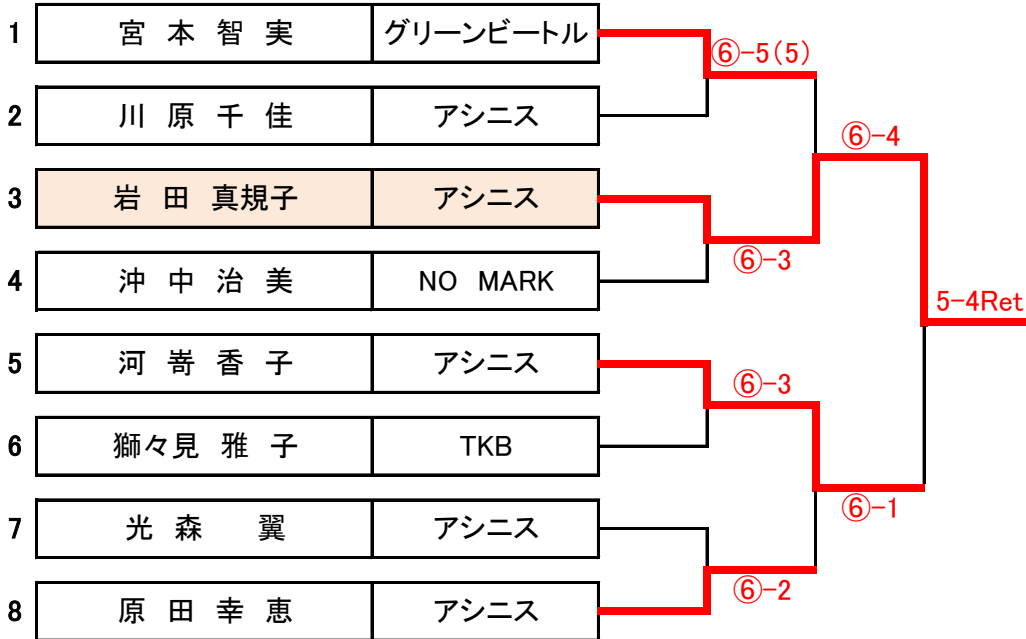 1 宮 本 智 実 グリーンビートル
⑥-5(5)
2 川 原 千 佳 アシニス
⑥-4
3 岩 田 真規子 アシニス
⑥-3
4 沖 中 治 美 NO MARK
5-4Ret
5 河 嵜 香 子 アシニス
⑥-3
6 獅々見 雅 子 TKB
⑥-1
7 光 森 翼 アシニス
⑥-2
8 原 田 幸 恵 アシニス